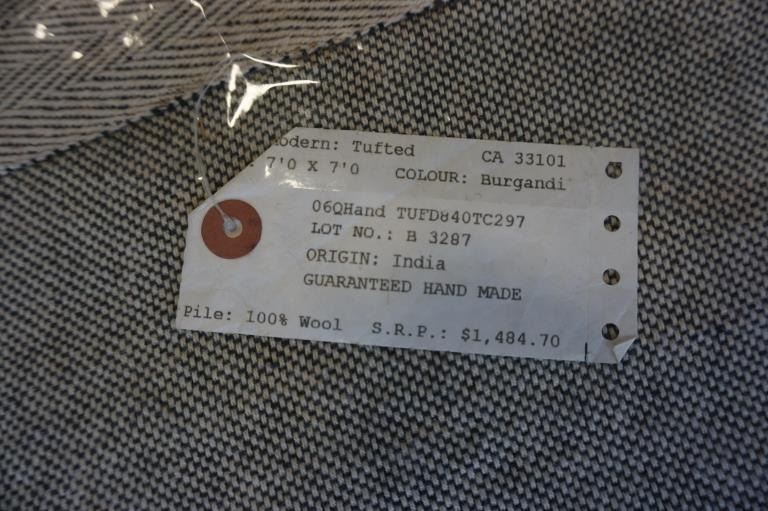 odern: Tufted CA 33101
7'0 X 7'0 COLOUR: Burgandi
06QHand TUFD840TC297
LOT NO.: B 3287
ORIGIN: India
GUARANTEED HAND MADE
Pile: 100% Wool S.R.P.: $1,484.70